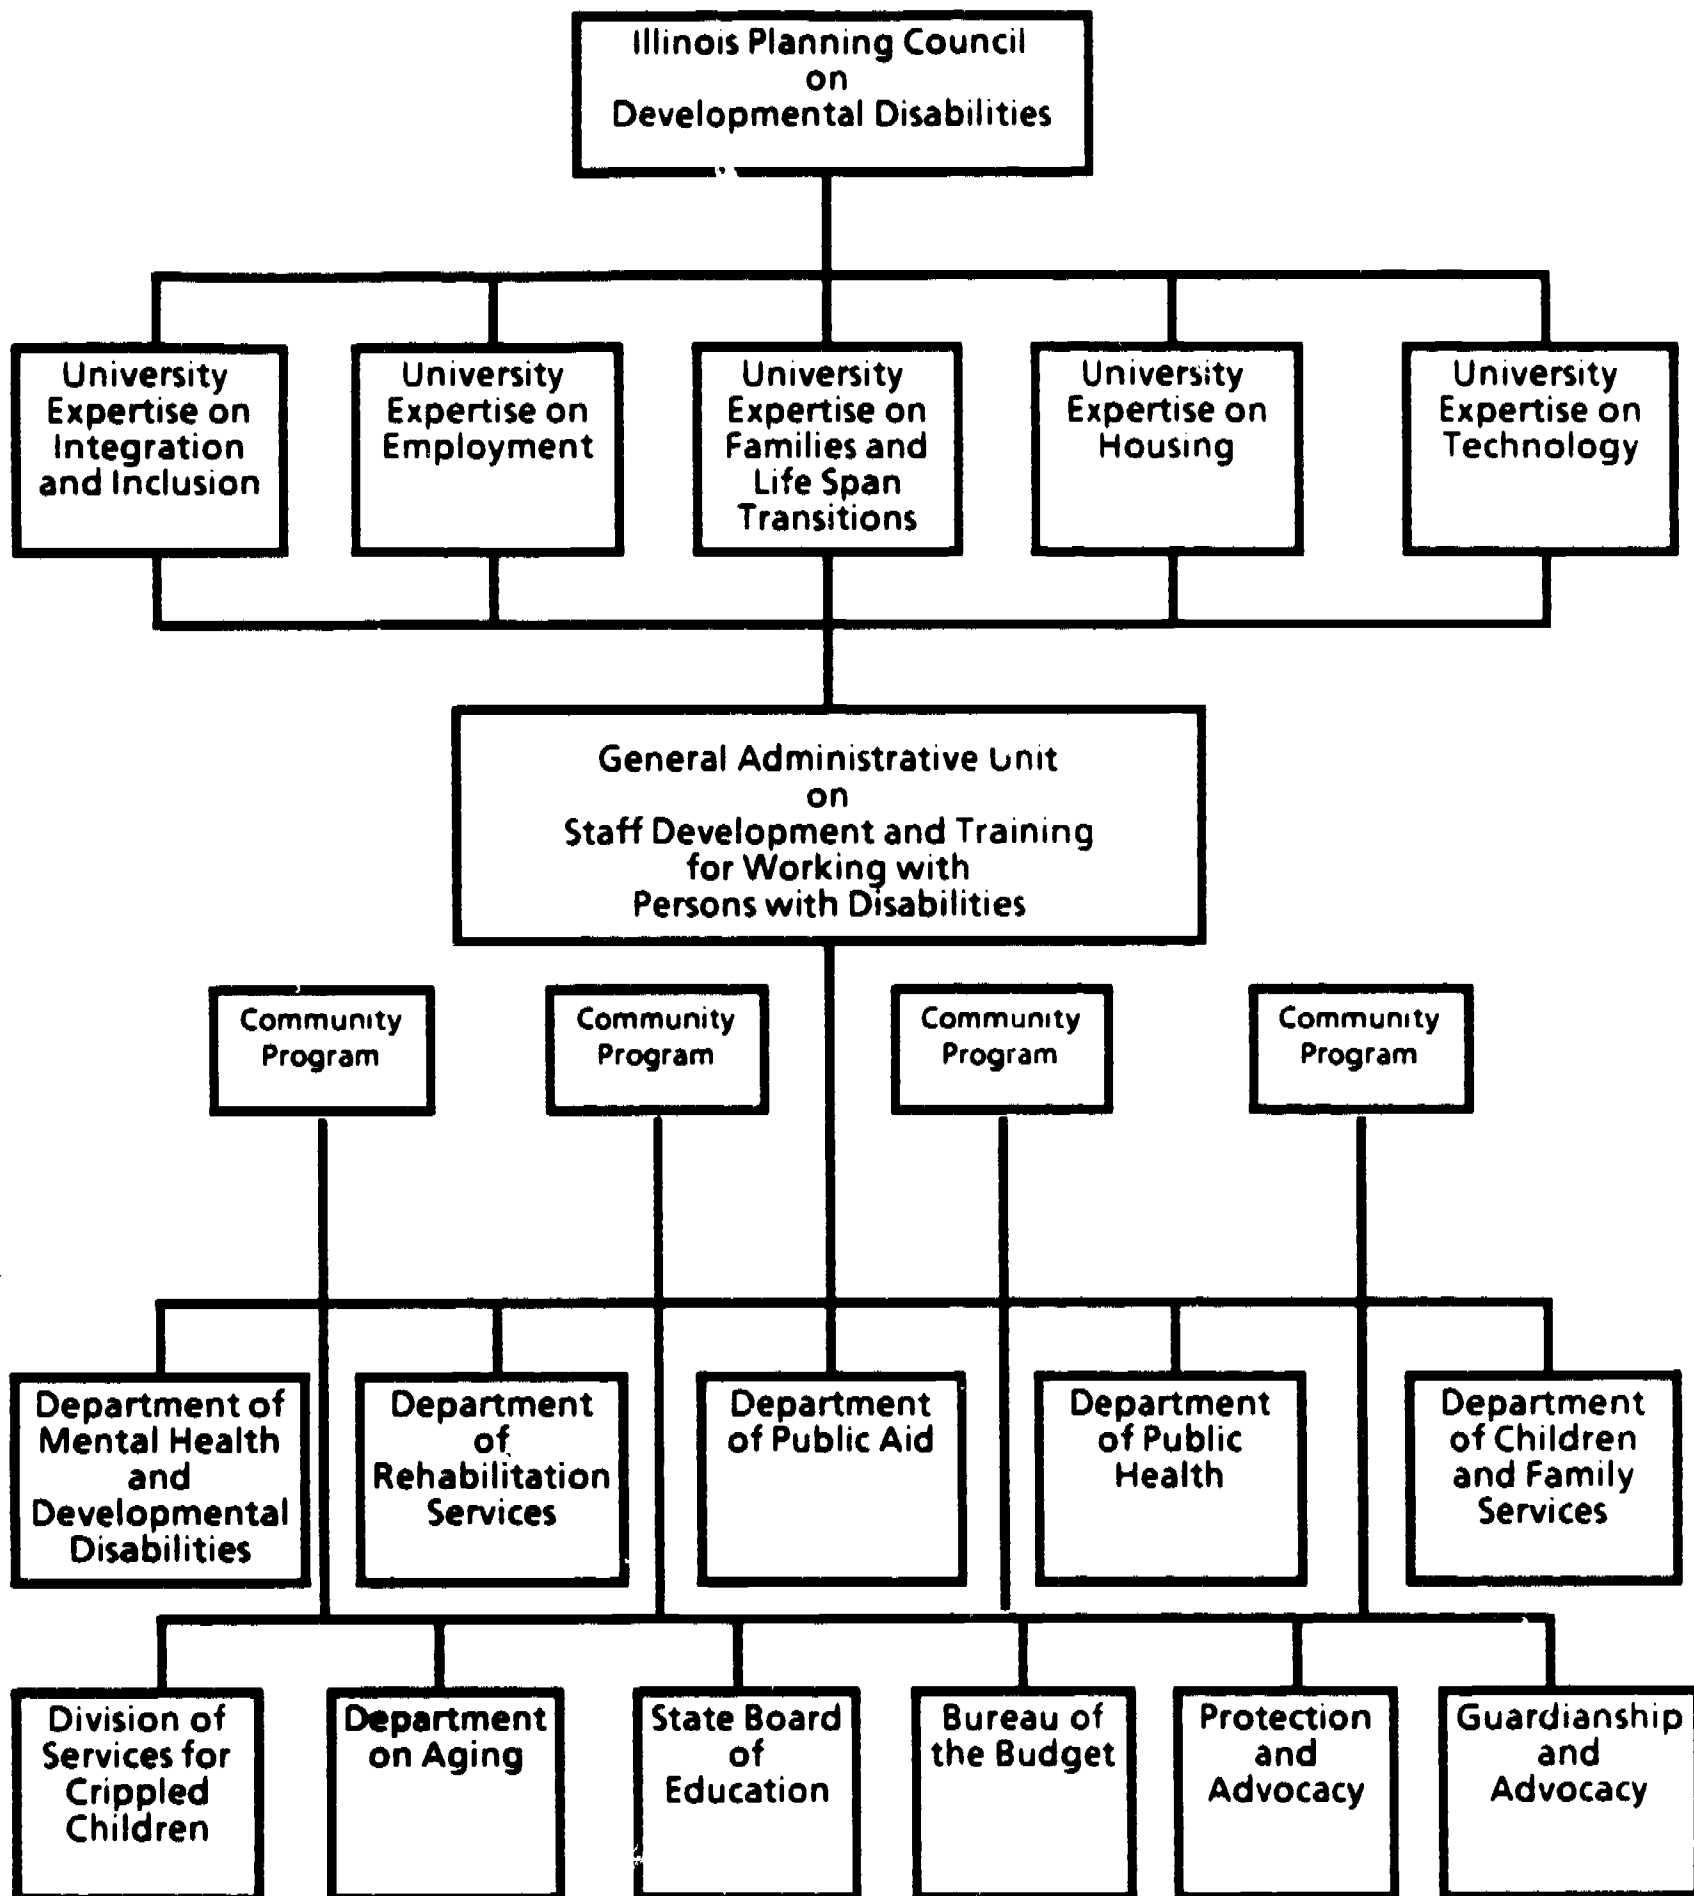 Illinois Planning Council
on
Developmental Disabilities
University
Expertise on
Integration
and Inclusion
University
Expertise on
Employment
University
Expertise on
Families and
Life Span
Transitions
University
Expertise on
Housing
University
Expertise on
Technology
General Administrative Unit
on
Staff Development and Training
for Working with
Persons with Disabilities
Community
Program
Community
Program
Community
Program
Community
Program
Department of
Mental Health
and
Developmental
Disabilities
Department
of
Rehabilitation
Services
Department
of Public Aid
Department
of Public
Health
Department
of Children
and Family
Services
Division of
Services for
Crippled
Children
Department
on Aging
State Board
of
Education
Bureau of
the Budget
Protection
and
Advocacy
Guardianship
and
Advocacy